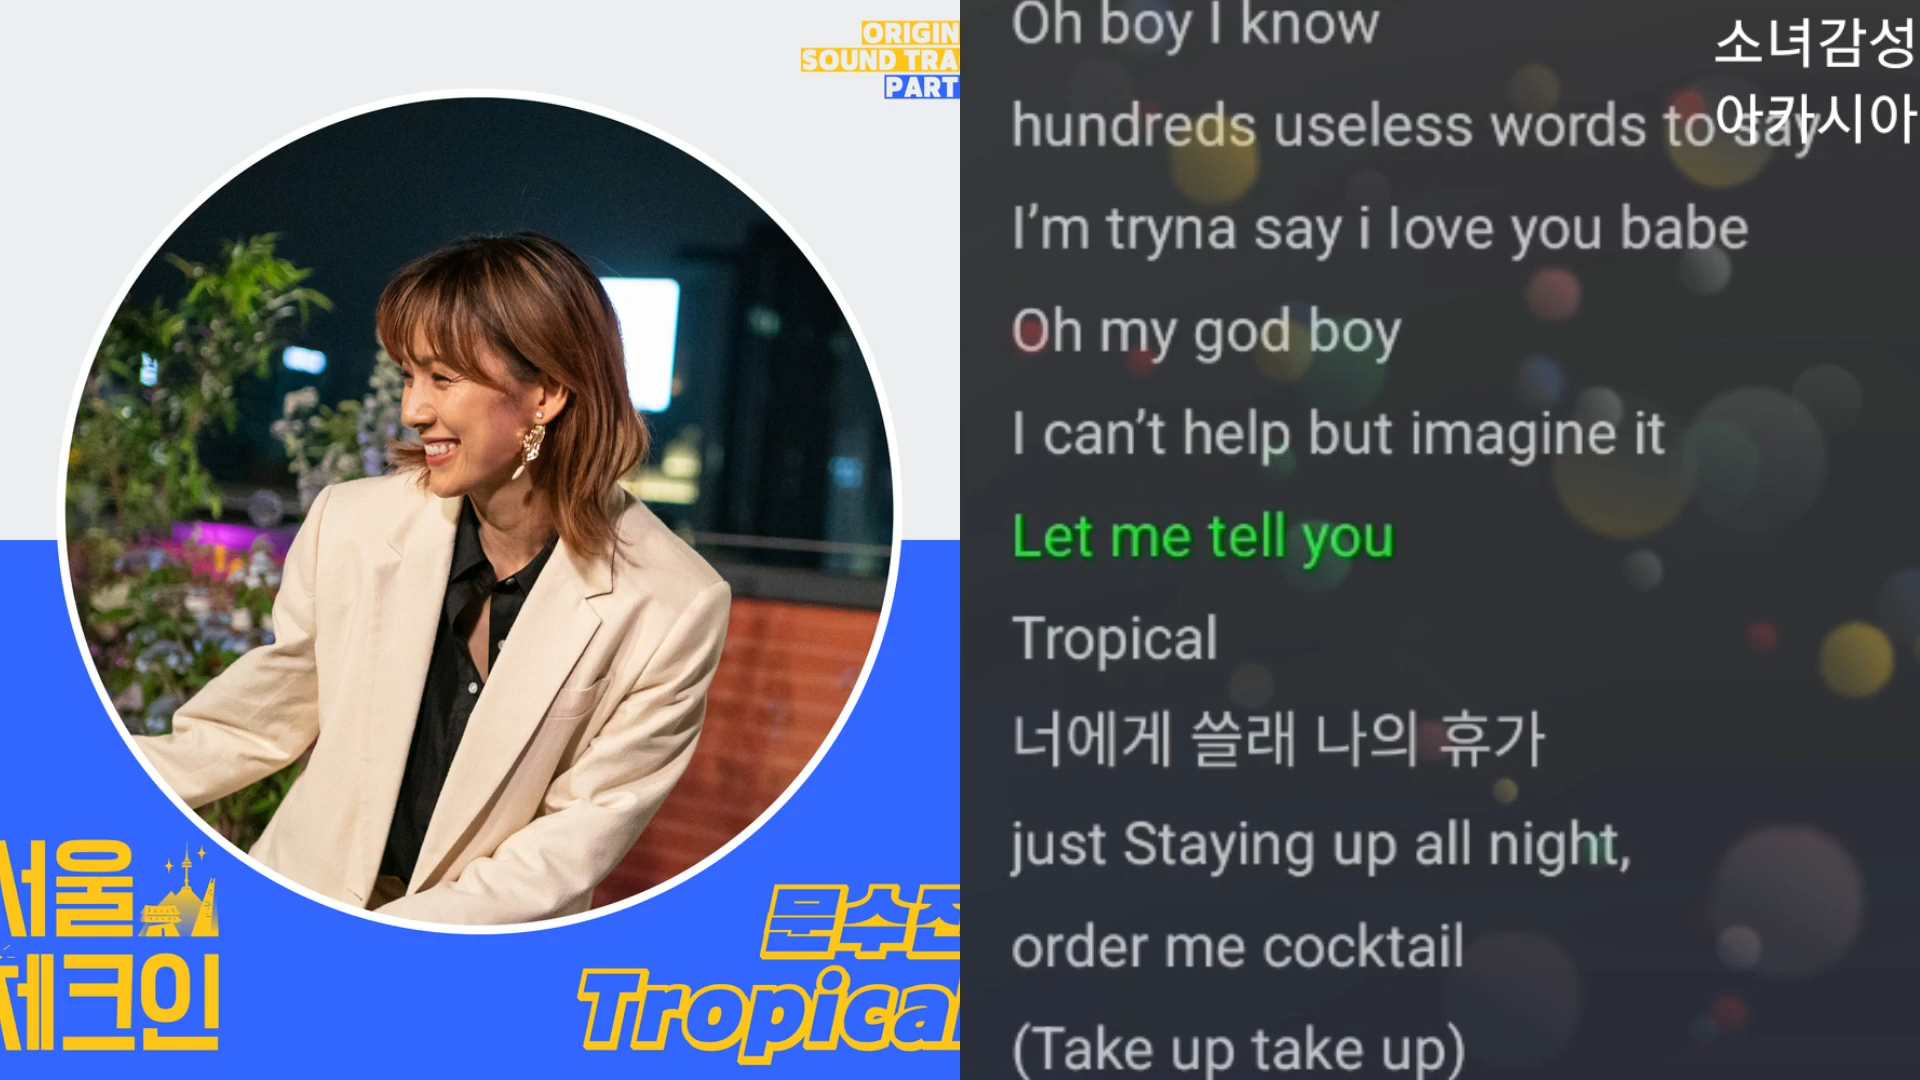 ORIGIN
SOUND TRA
PART
서울
체크인
문수진
Tropical
소녀감성
아카시아
Oh boy I know
hundreds useless words to say
I’m tryna say i love you babe
Oh my god boy
I can’t help but imagine it
Let me tell you
Tropical
너에게 쓸래 나의 휴가
just Staying up all night,
order me cocktail
(Take up take up)